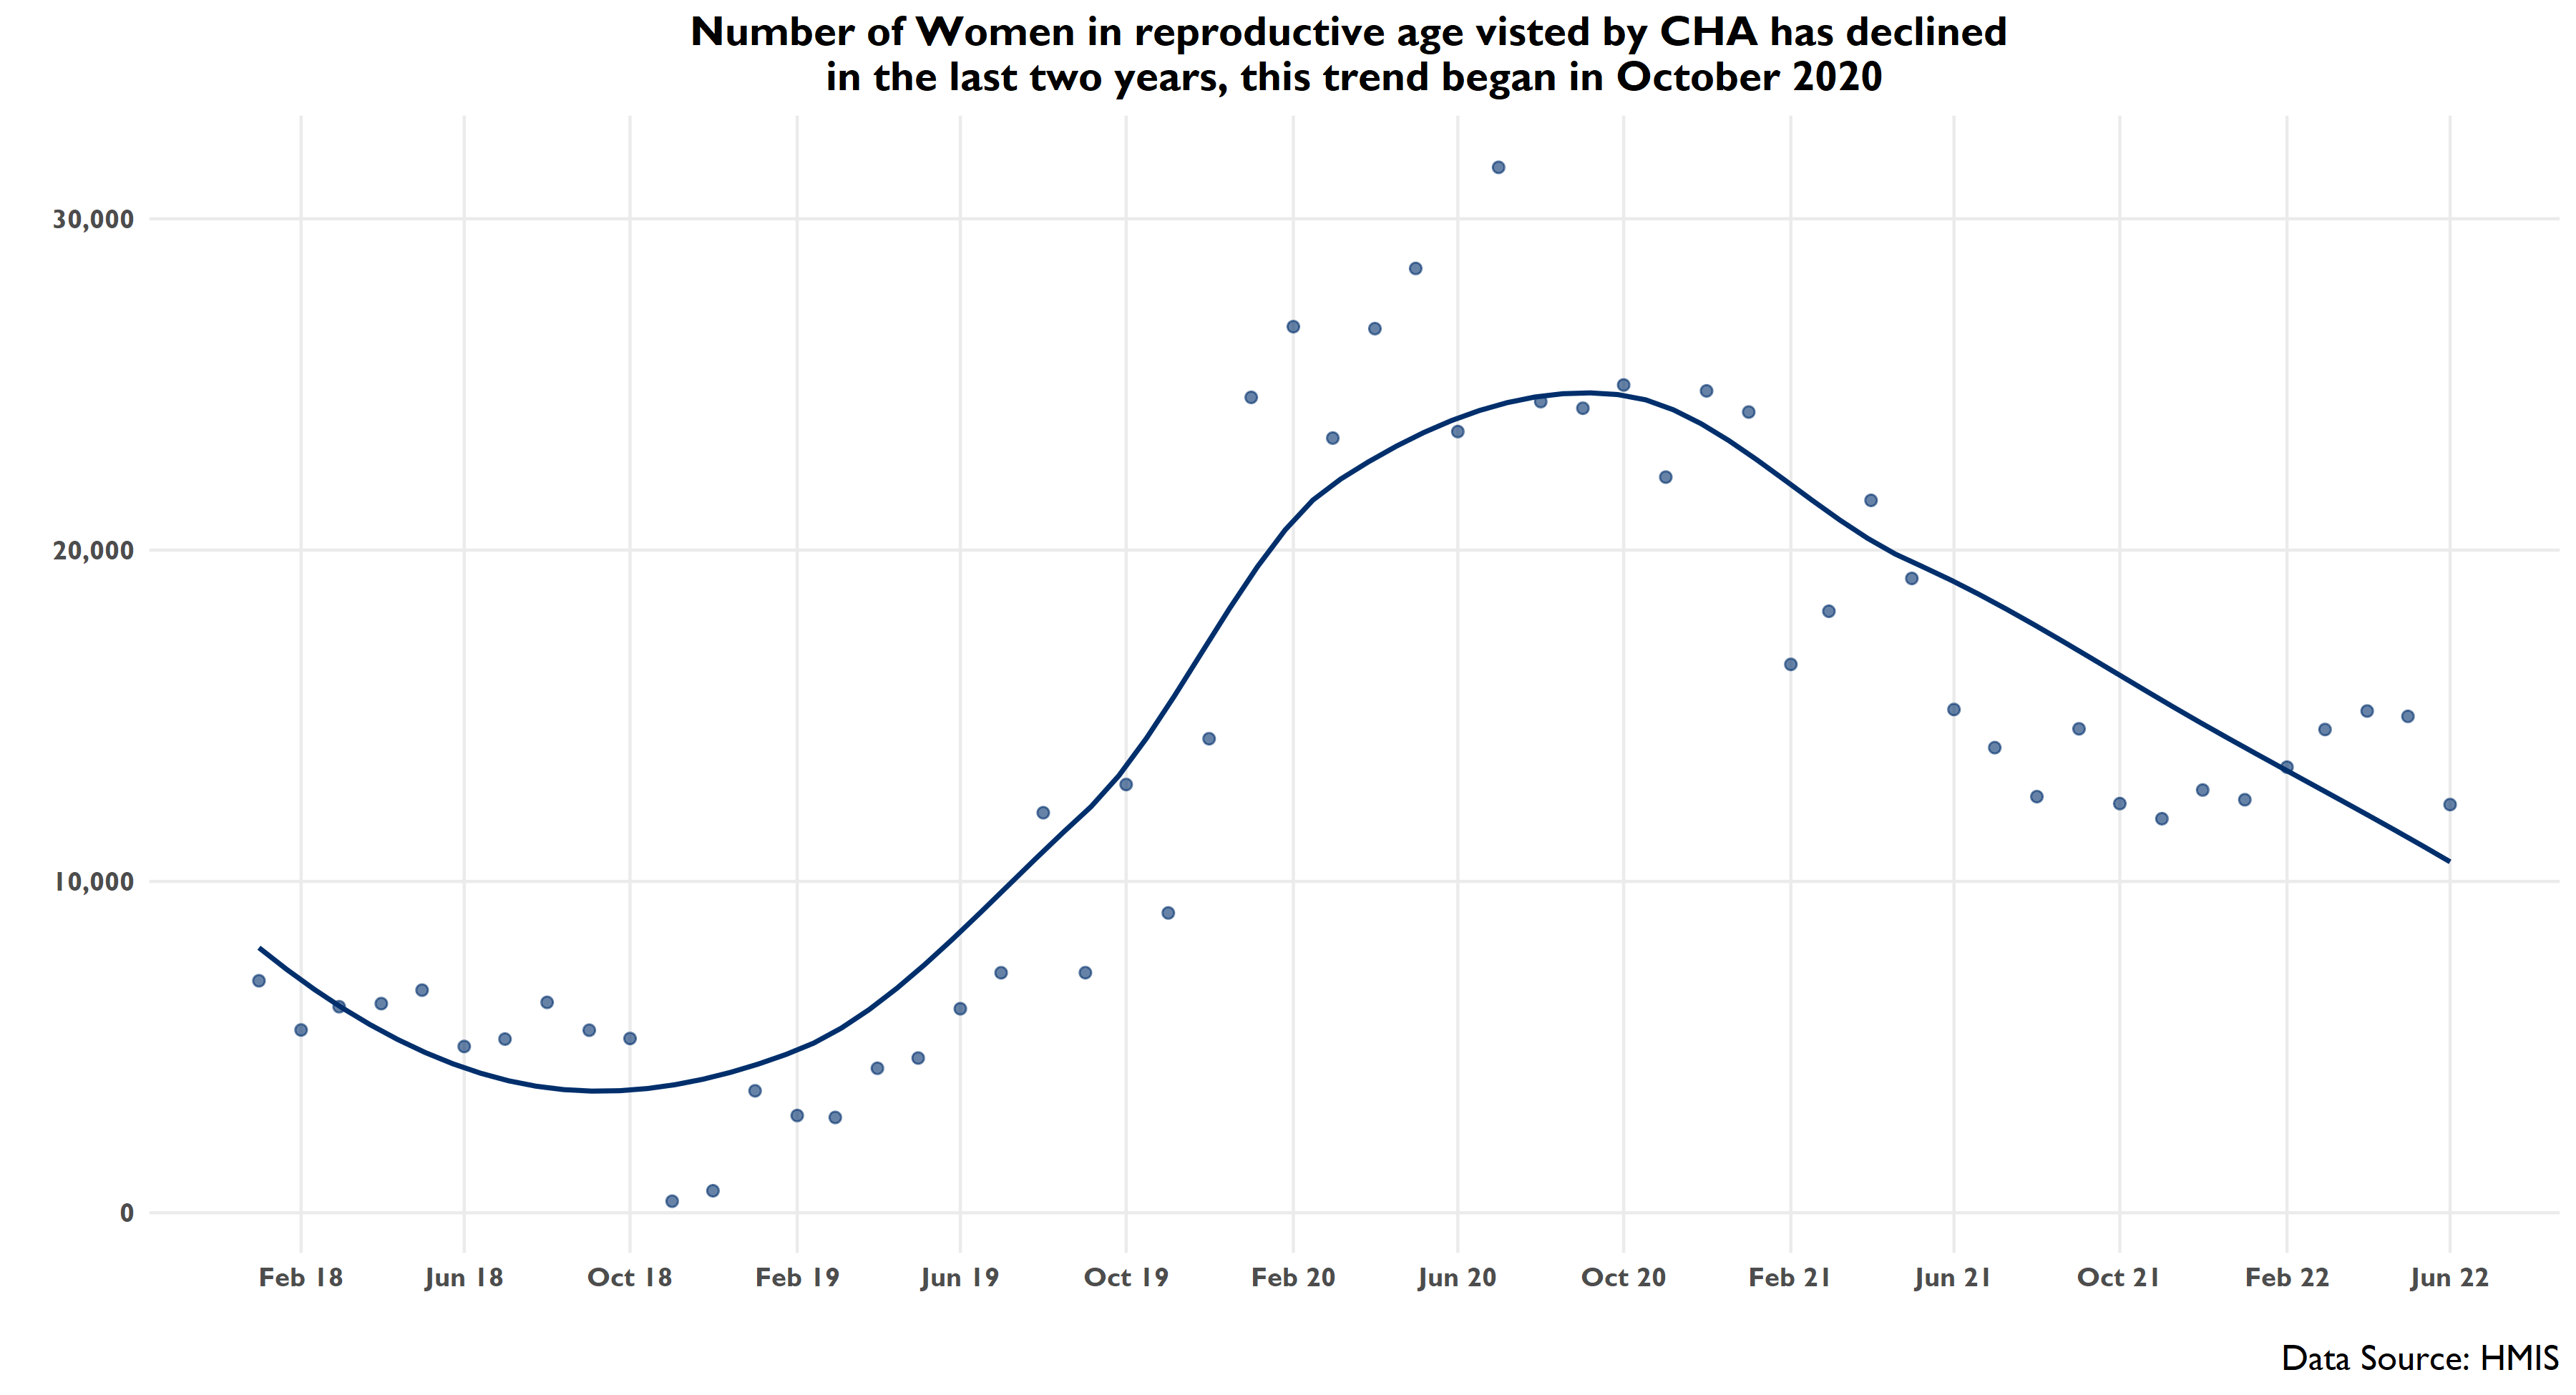 Number of Women in reproductive age visted by CHA has declined
in the last two years, this trend began in October 2020
30,000
20,000
10,000
0
Feb 18 Jun 18 Oct 18 Feb 19 Jun 19 Oct 19 Feb 20 Jun 20 Oct 20 Feb 21 Jun 21 Oct 21 Feb 22 Jun 22
Data Source: HMIS